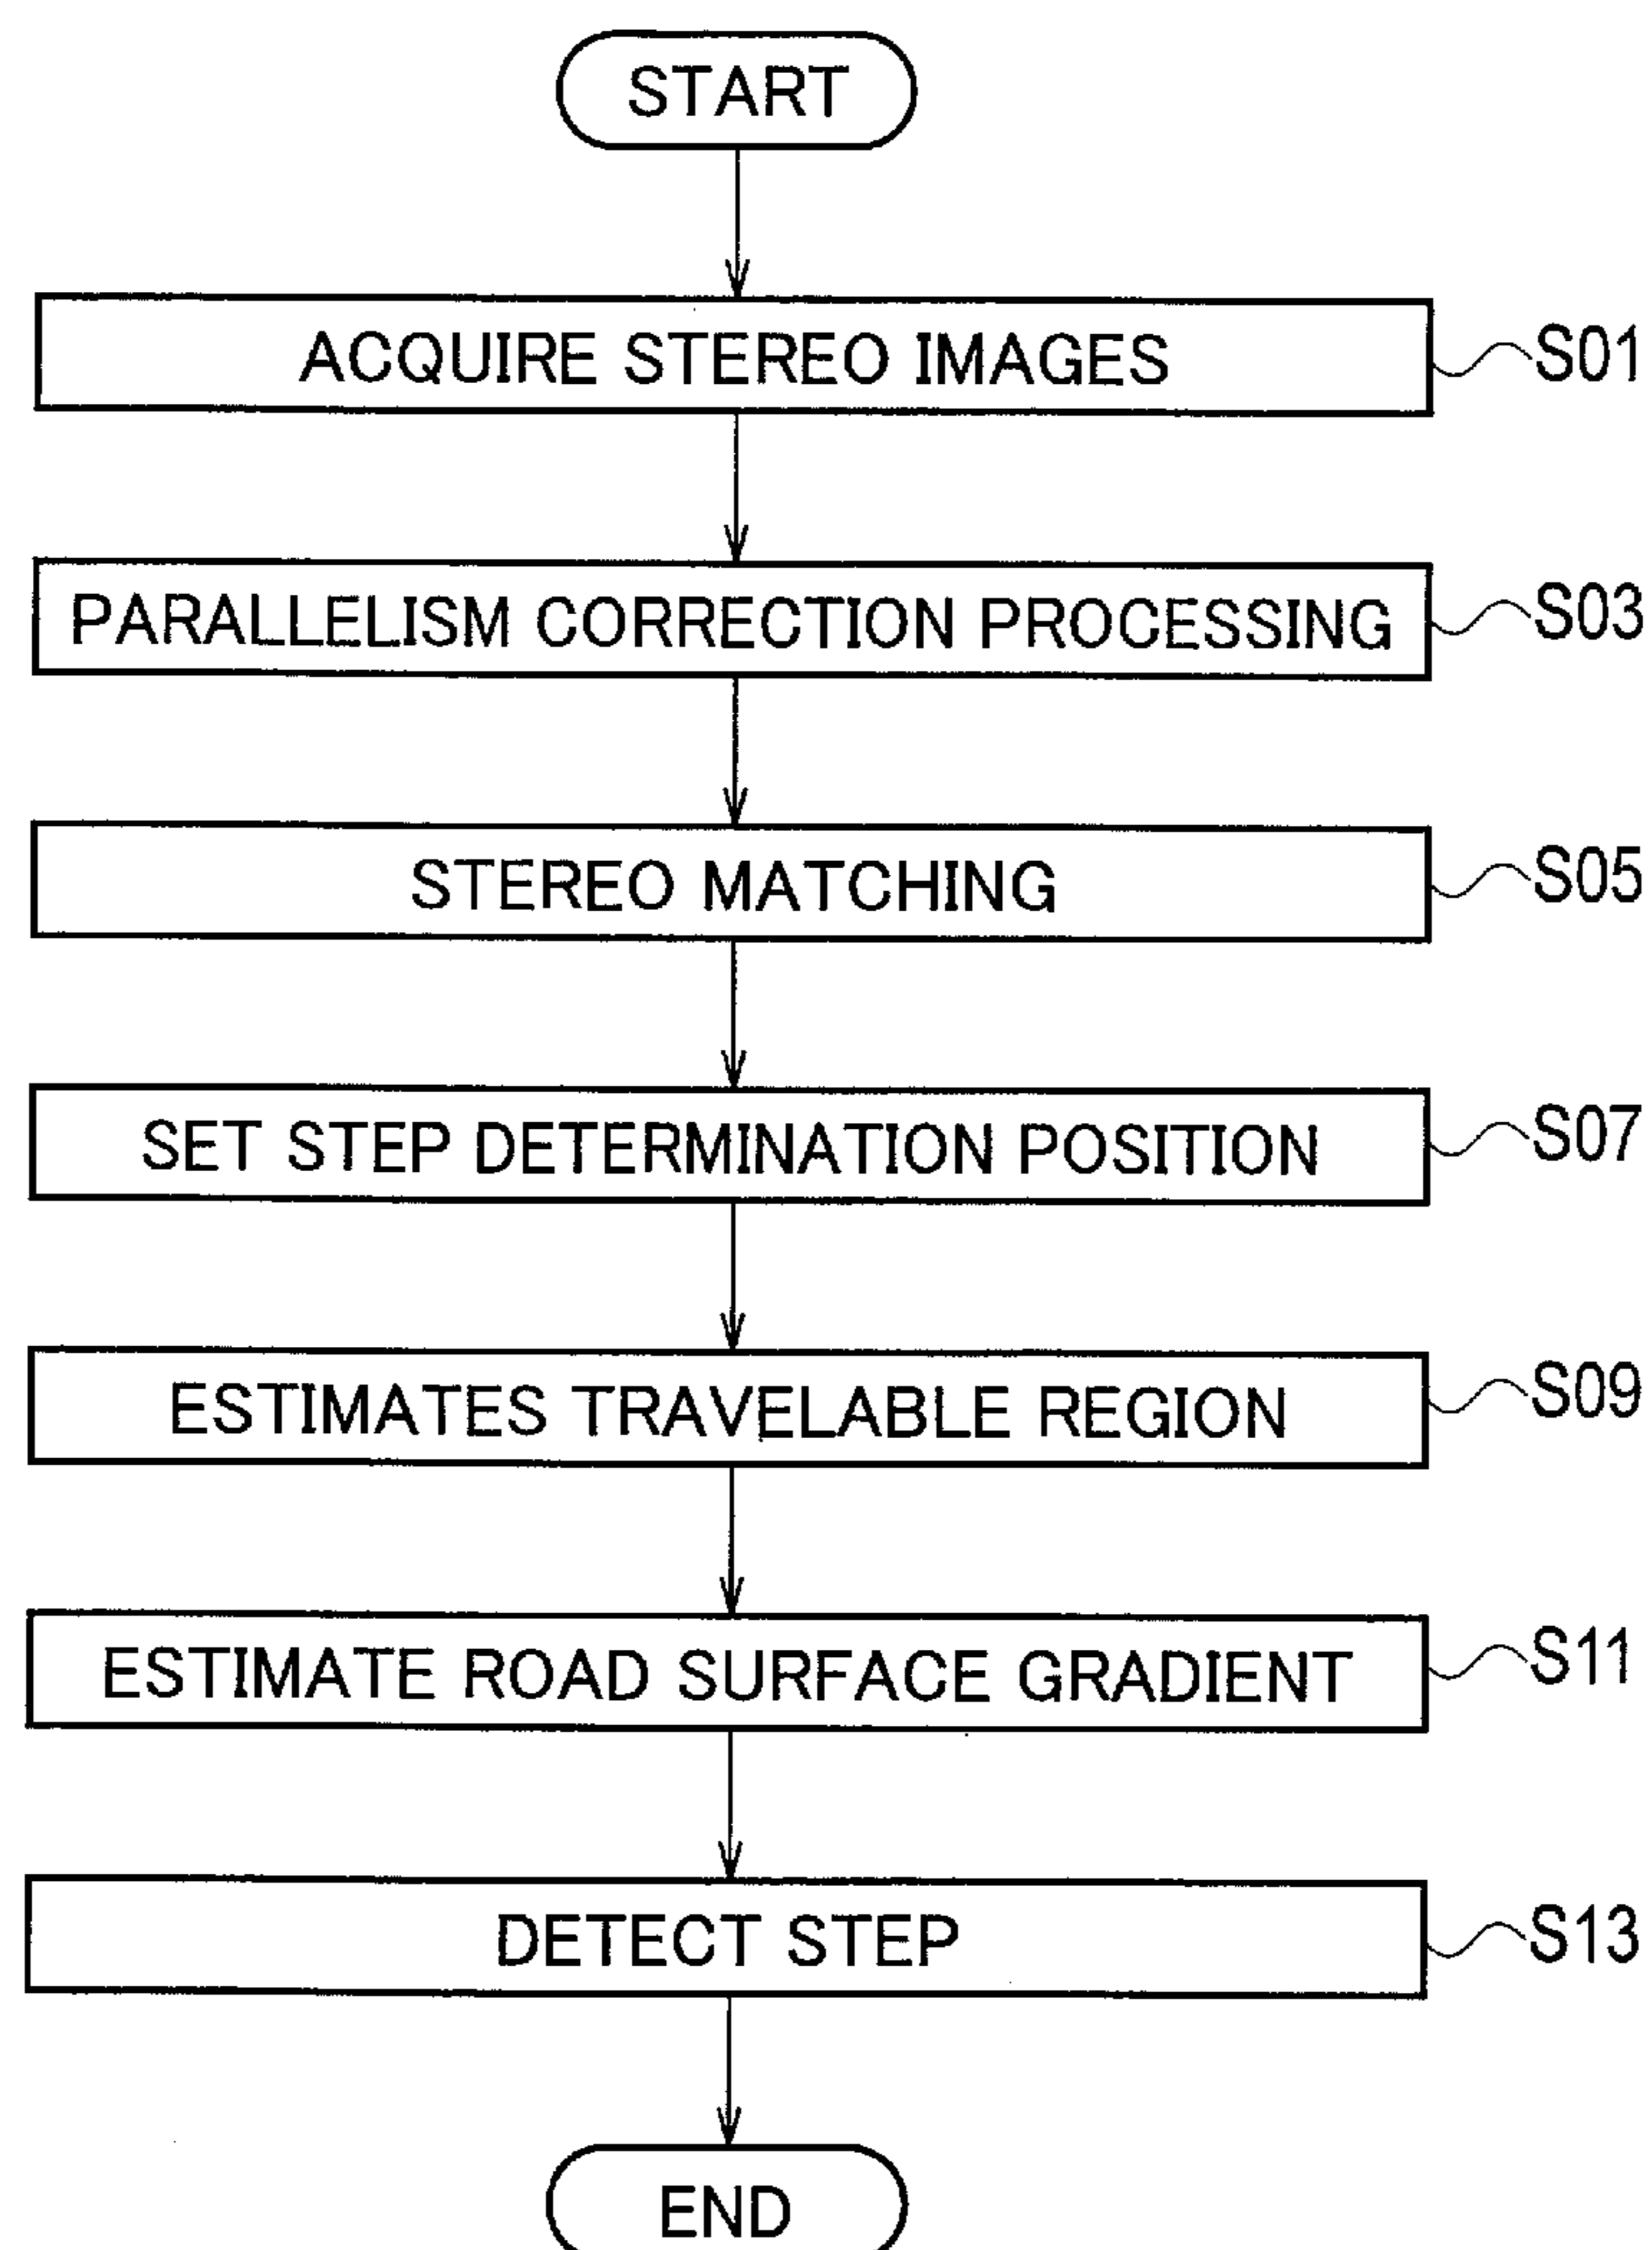 START
ACQUIRE STEREO IMAGES
S01
PARALLELISM CORRECTION PROCESSING
S03
STEREO MATCHING
S05
SET STEP DETERMINATION POSITION
S07
ESTIMATES TRAVELABLE REGION
S09
ESTIMATE ROAD SURFACE GRADIENT
S11
DETECT STEP
S13
END